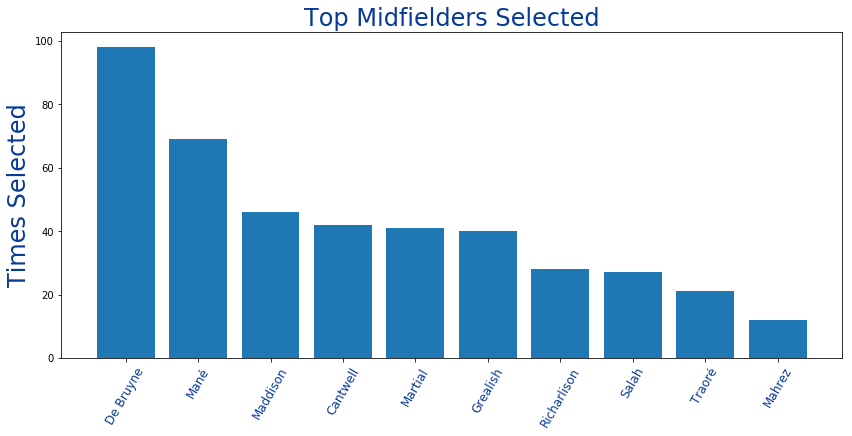 Top Midfielders Selected
Times Selected
100
80
60
40
20
0
De Bruyne
Mané
Maddison
Cantwell
Martial
Grealish
Richarlison
Salah
Traoré
Mahrez